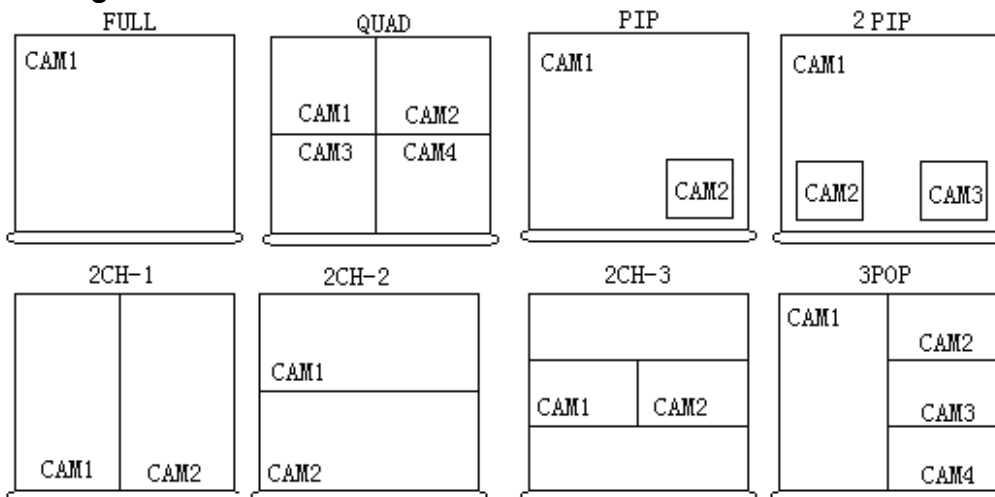 FULL
QUAD
PIP
2 PIP
CAM1
CAM1
CAM2
CAM3
CAM4
CAM1
CAM2
CAM1
CAM2
CAM3
2CH-1
2CH-2
2CH-3
3POP
CAM1
CAM2
CAM1
CAM2
CAM1
CAM2
CAM1
CAM2
CAM3
CAM4